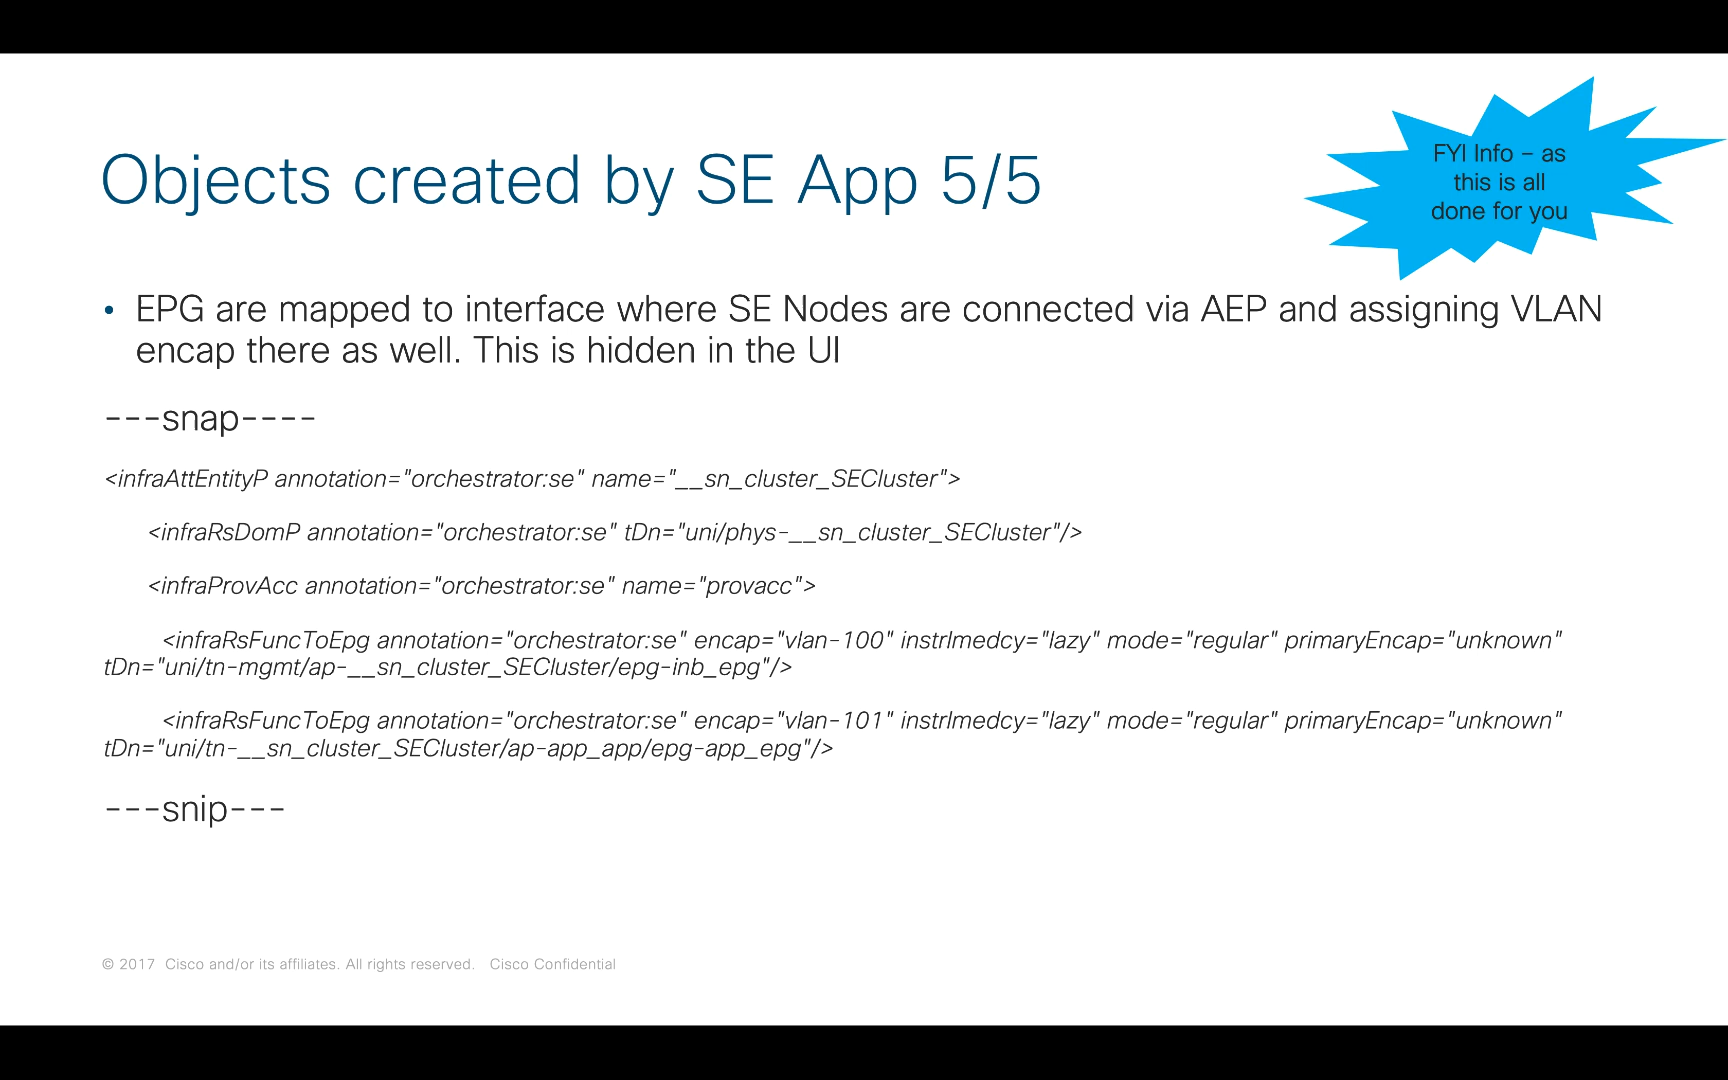 Objects created by SE App 5/5
FYI Info – as
this is all
done for you
• EPG are mapped to interface where SE Nodes are connected via AEP and assigning VLAN
encap there as well. This is hidden in the UI
---snap----
<infraAttEntityP annotation="orchestrator:se" name="__sn_cluster_SECluster">
<infraRsDomP annotation="orchestrator:se" tDn="uni/phys-__sn_cluster_SECluster"/>
<infraProvAcc annotation="orchestrator:se" name="provacc">
<infraRsFuncToEpg annotation="orchestrator:se" encap="vlan-100" instrImedcy="lazy" mode="regular" primaryEncap="unknown"
tDn="uni/tn-mgmt/ap-__sn_cluster_SECluster/epg-inb_epg"/>
<infraRsFuncToEpg annotation="orchestrator:se" encap="vlan-101" instrImedcy="lazy" mode="regular" primaryEncap="unknown"
tDn="uni/tn-__sn_cluster_SECluster/ap-app_app/epg-app_epg"/>
---snip---
© 2017 Cisco and/or its affiliates. All rights reserved. Cisco Confidential